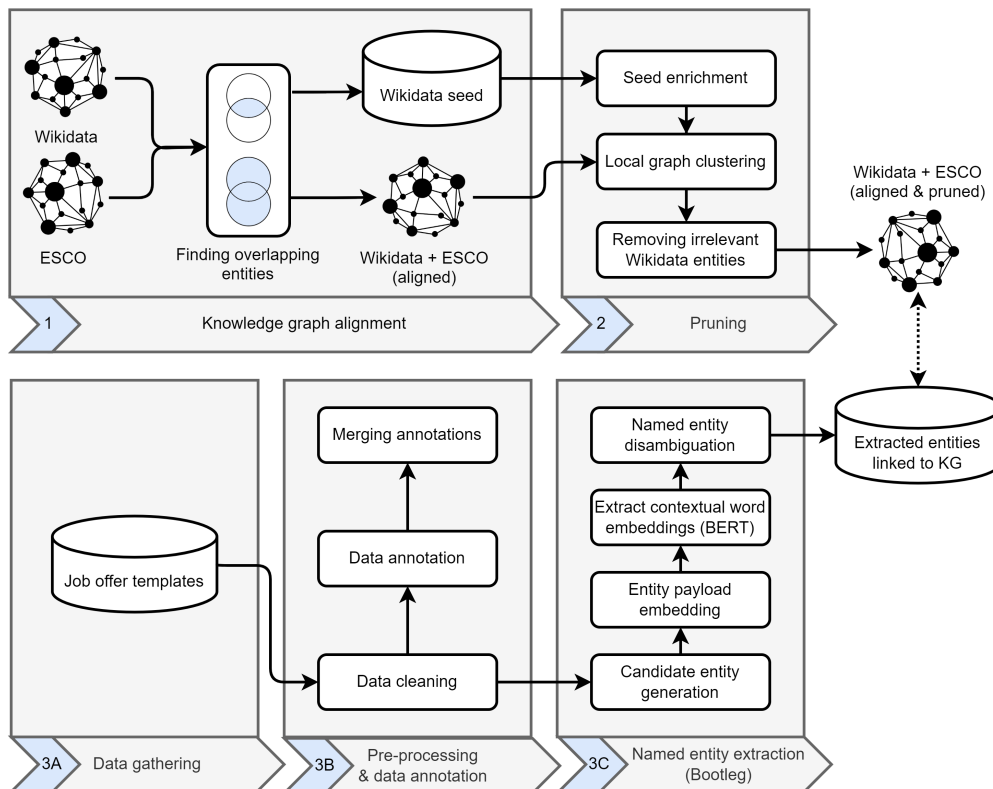 Wikidata
ESCO
Finding overlapping
entities
Wikidata seed
Wikidata + ESCO
(aligned)
1
Knowledge graph alignment
Seed enrichment
Local graph clustering
Removing irrelevant
Wikidata entities
2
Pruning
Wikidata + ESCO
(aligned & pruned)
Extracted entities
linked to KG
Job offer templates
3A
Data gathering
Merging annotations
Data annotation
Data cleaning
3B
Pre-processing
& data annotation
Named entity
disambiguation
Extract contextual word
embeddings (BERT)
Entity payload
embedding
Candidate entity
generation
3C
Named entity extraction
(Bootleg)